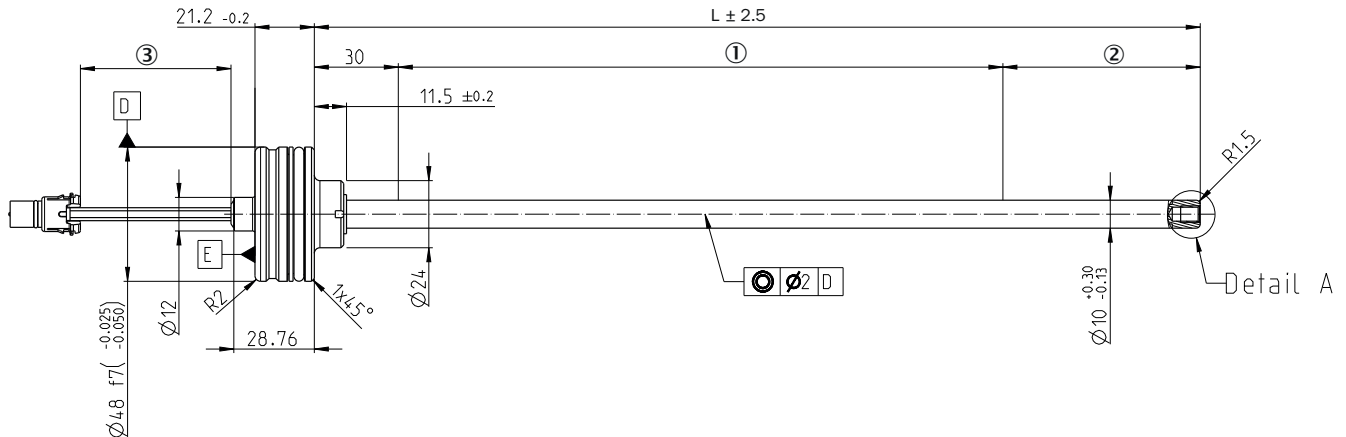 21.2 -0.2
L ± 2.5
③
30
①
②
11.5 ±0.2
D
R1.5
E
R2
1x45°
Ø24
Ø12
28.76
Ø48 f7( -0.025 -0.050 )
◎ Ø2 D
Ø10 +0.30 -0.13
Detail A